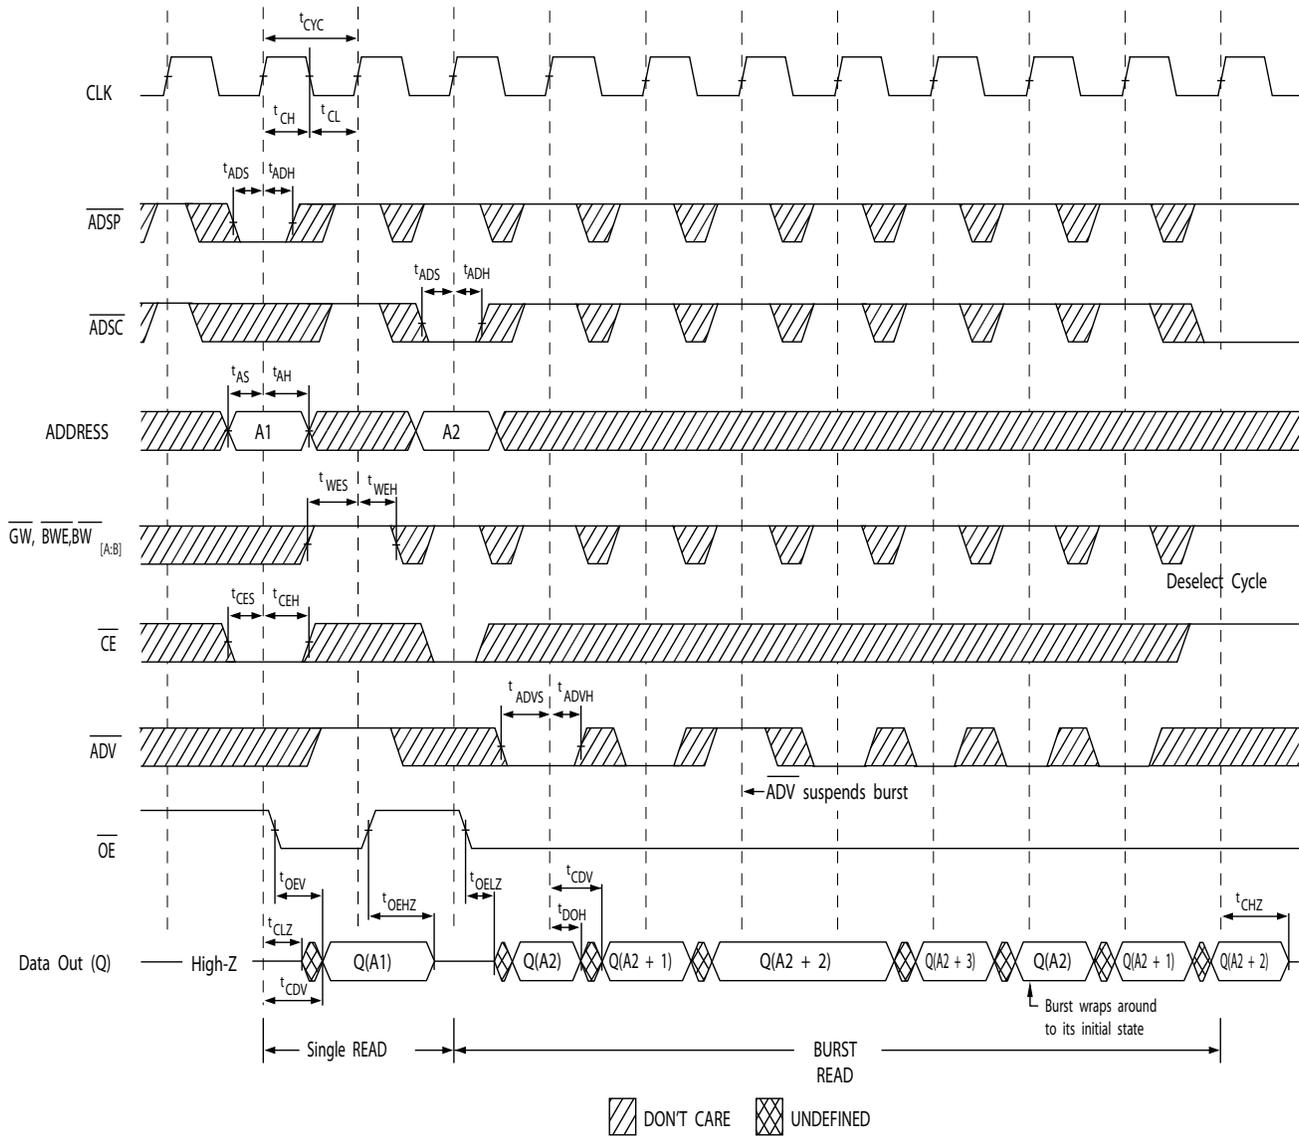 tCYC
CLK
tCH
tCL
tADS
tADH
ADSP
tADS
tADH
ADSC
tAS
tAH
ADDRESS
A1
A2
tWES
tWEH
GW, BWE,BW [A:B]
Deselect Cycle
tCES
tCEH
CE
tADVS
tADVH
ADV
ADV suspends burst
OE
tOEV
tOEHZ
tOELZ
tCDV
tCLZ
tDOH
tCHZ
Data Out (Q)
High-Z
Q(A1)
Q(A2)
Q(A2 + 1)
Q(A2 + 2)
Q(A2 + 3)
Q(A2)
Q(A2 + 1)
Q(A2 + 2)
tCDV
Burst wraps around
to its initial state
Single READ
BURST
READ
DON'T CARE
UNDEFINED